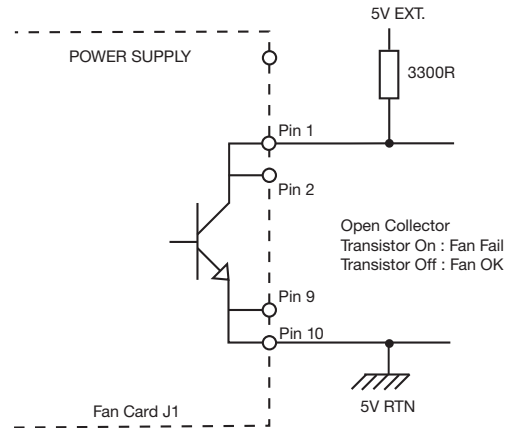 5V EXT.
POWER SUPPLY
3300R
Pin 1
Pin 2
Open Collector
Transistor On : Fan Fail
Transistor Off : Fan OK
Pin 9
Pin 10
Fan Card J1
5V RTN